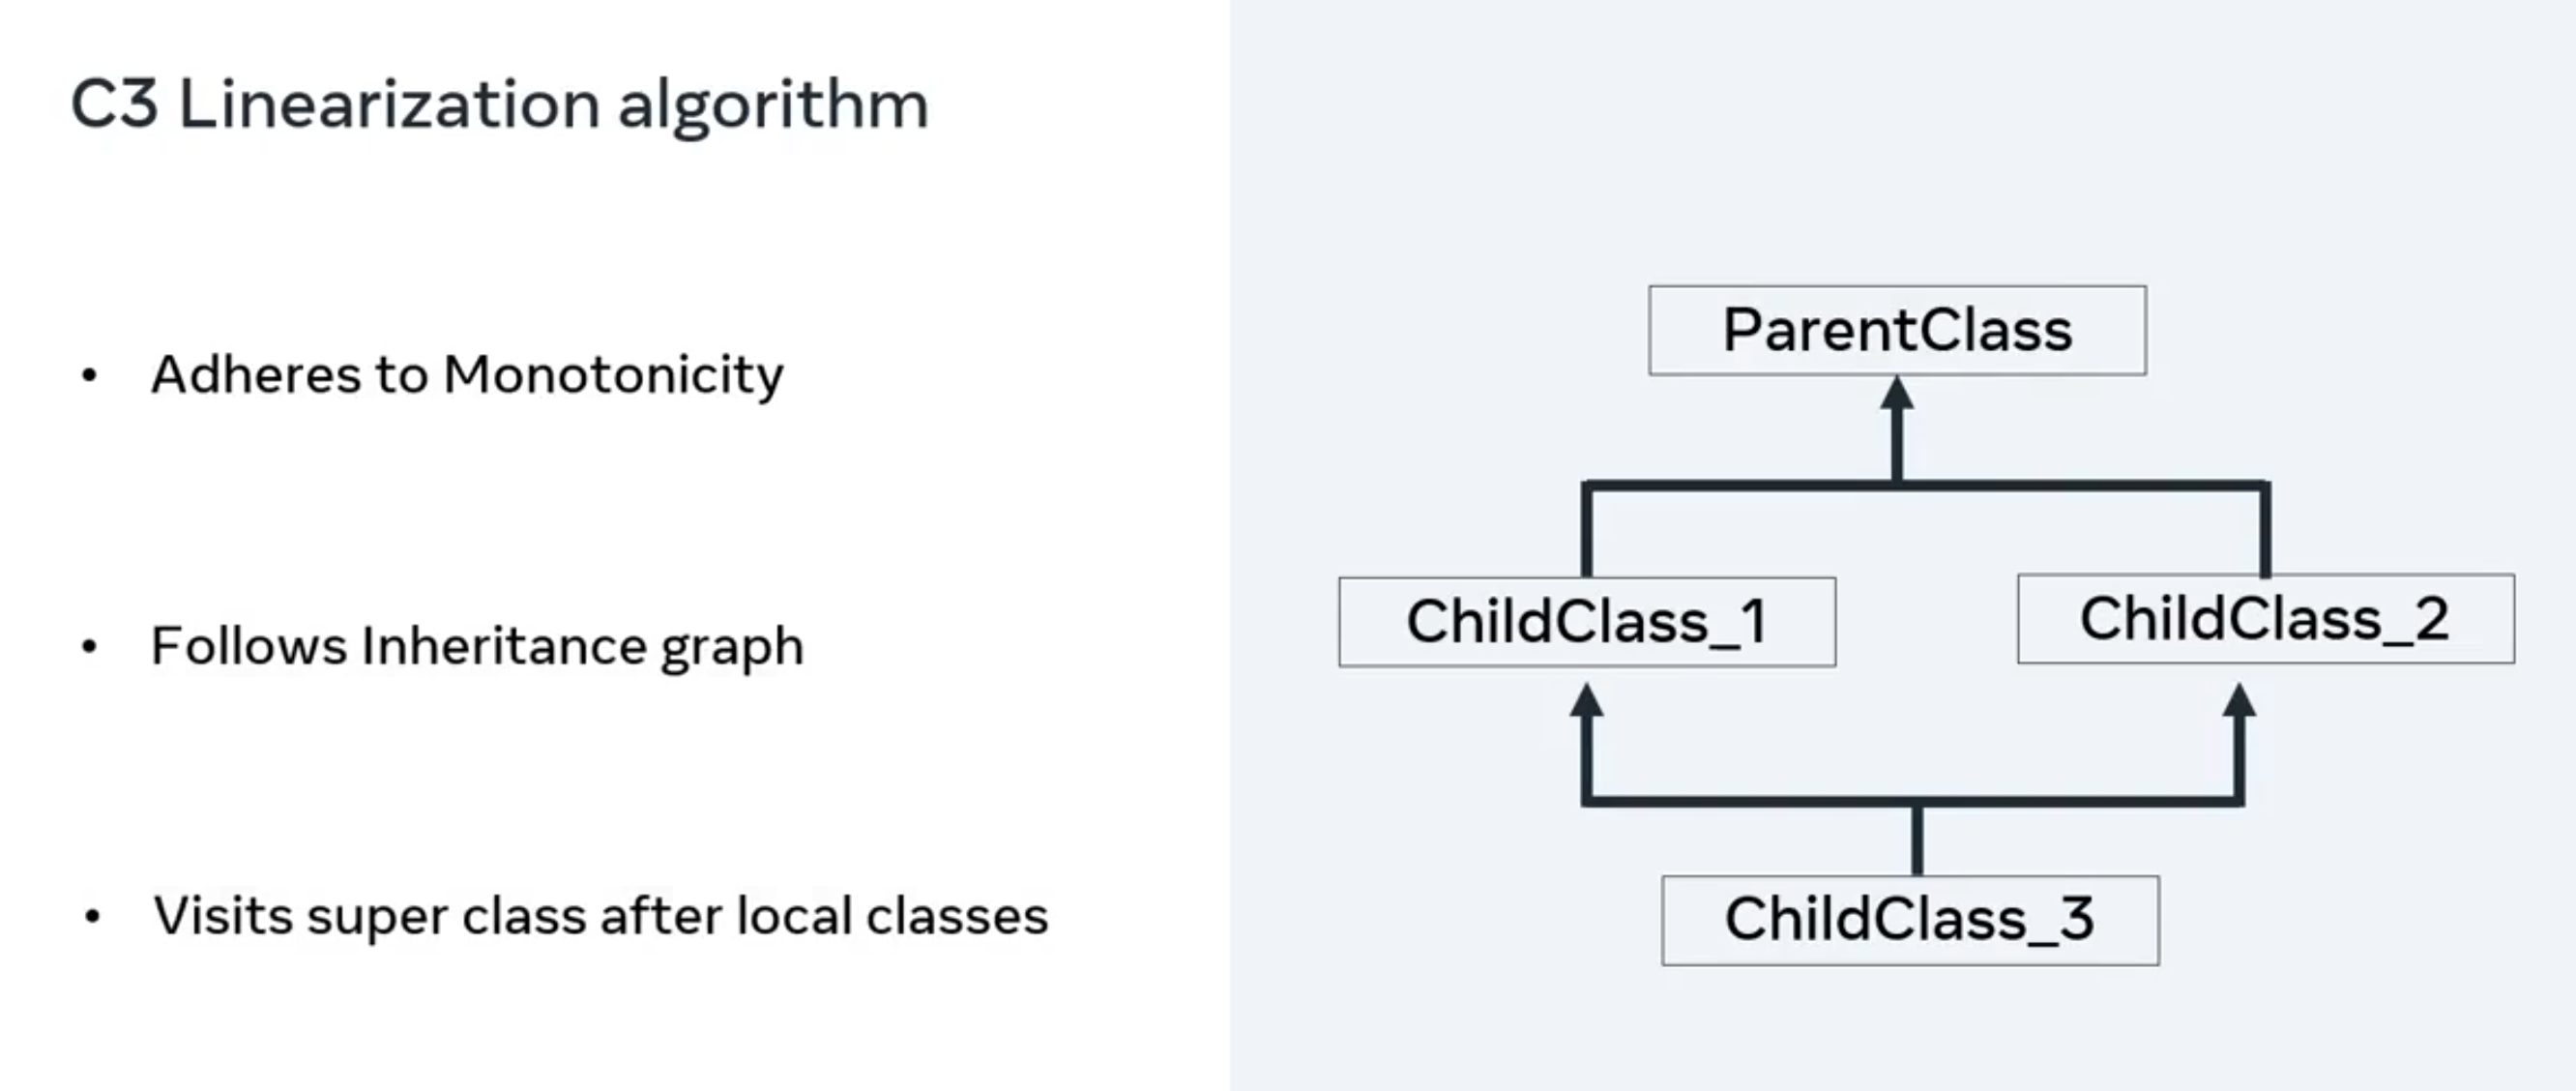 C3 Linearization algorithm
• Adheres to Monotonicity
• Follows Inheritance graph
• Visits super class after local classes
ParentClass
ChildClass_1
ChildClass_2
ChildClass_3